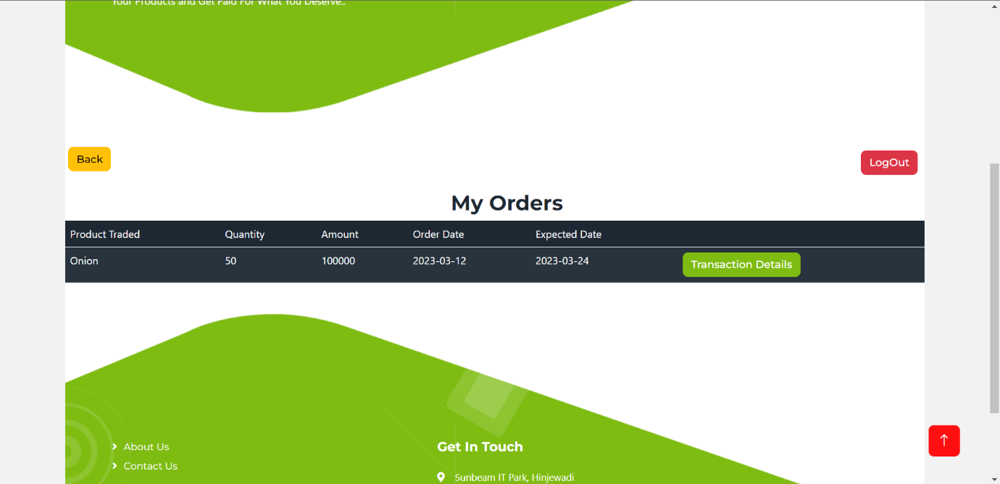 Your Products and Get Paid For What You Deserve..
Back
LogOut
My Orders
Product Traded Quantity Amount Order Date Expected Date
Onion 50 100000 2023-03-12 2023-03-24 Transaction Details
About Us
Contact Us
Get In Touch
Sunbeam IT Park, Hinjewadi